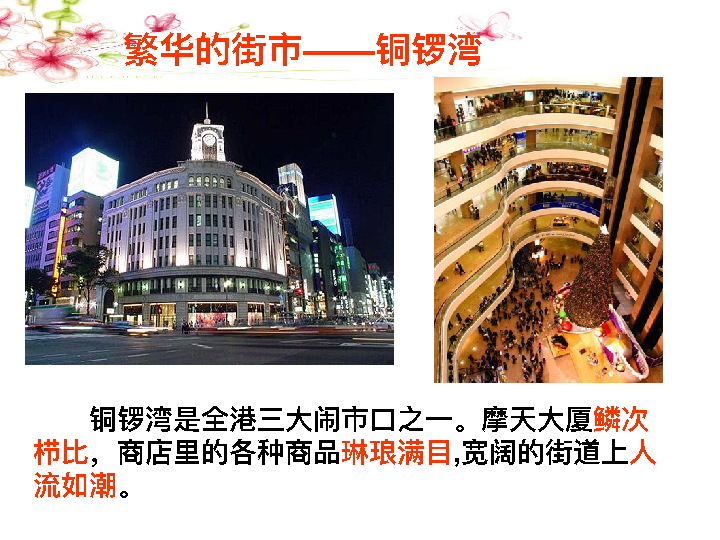 繁华的街市——铜锣湾
铜锣湾是全港三大闹市口之一。摩天大厦鳞次
栉比，商店里的各种商品琳琅满目,宽阔的街道上人
流如潮。